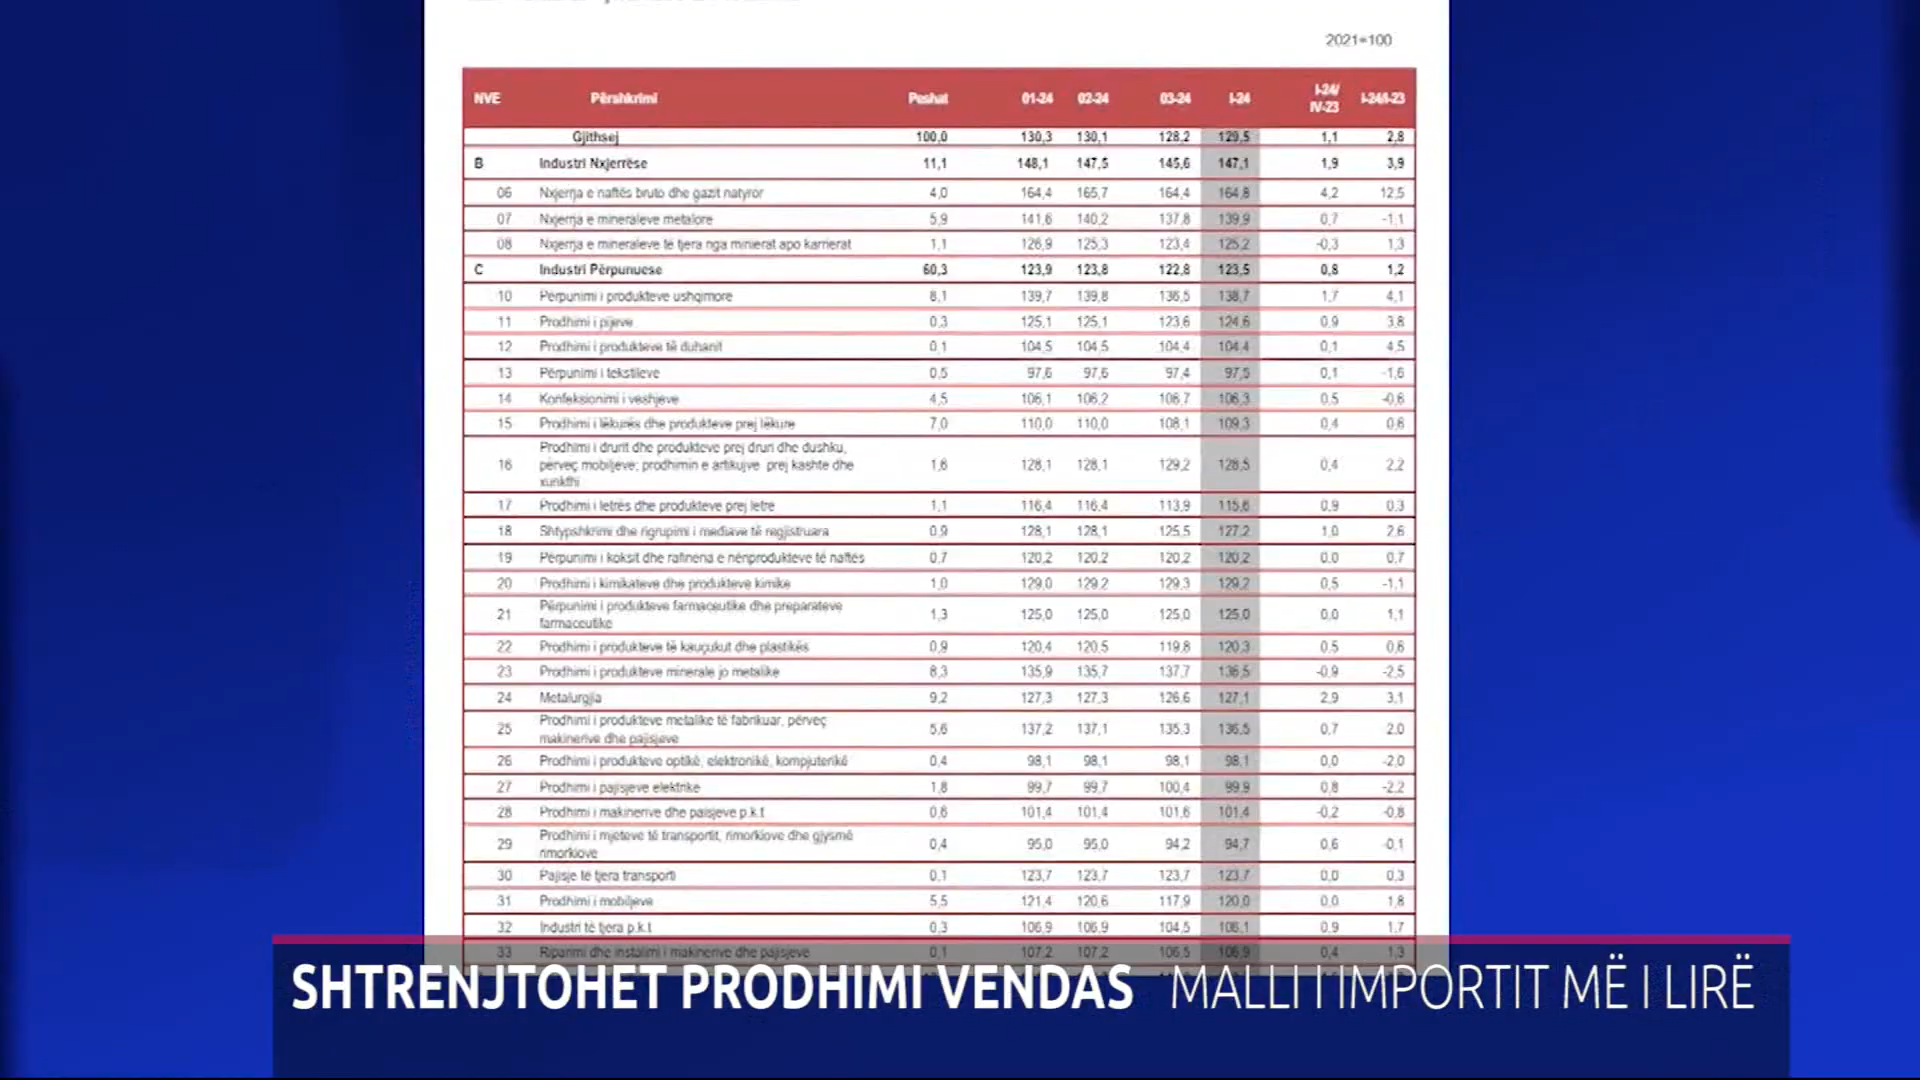 2021=100
NVE Përshkrimi Peshat 01-24 02-24 03-24 I-24 I-24/ IV-23 I-24/I-23
Gjithsej 100,0 130,3 130,1 128,2 129,5 1,1 2,8
B Industri Nxjerrëse 11,1 148,1 147,5 145,6 147,1 1,9 3,9
06 Nxjerrja e naftës bruto dhe gazit natyror 4,0 164,4 165,7 164,4 164,8 4,2 12,5
07 Nxjerrja e mineraleve metalore 5,9 141,6 140,2 137,8 139,9 0,7 -1,1
08 Nxjerrja e mineraleve të tjera nga minierat apo karrierat 1,1 126,9 125,3 123,4 125,2 -0,3 1,3
C Industri Përpunuese 60,3 123,9 123,8 122,8 123,5 0,8 1,2
10 Përpunimi i produkteve ushqimore 8,1 139,7 139,8 136,5 138,7 1,7 4,1
11 Prodhimi i pijeve 0,3 125,1 125,1 123,6 124,6 0,9 3,8
12 Prodhimi i produkteve të duhanit 0,1 104,5 104,5 104,4 104,4 0,1 4,5
13 Përpunimi i tekstileve 0,5 97,6 97,6 97,4 97,5 0,1 -1,6
14 Konfeksionimi i veshjeve 4,5 106,1 106,2 106,7 106,3 0,5 -0,6
15 Prodhimi i lëkurës dhe produkteve prej lëkure 7,0 110,0 110,0 108,1 109,3 0,4 0,6
Prodhimi i drurit dhe produkteve prej druri dhe dushku,
16 përveç mobiljeve; prodhimin e artikujve prej kashte dhe 1,6 128,1 128,1 129,2 128,5 0,4 2,2
xunkthi
17 Prodhimi i letrës dhe produkteve prej letre 1,1 116,4 116,4 113,9 115,6 0,9 0,3
18 Shtypshkrimi dhe rigrupimi i mediave të regjistruara 0,9 128,1 128,1 125,5 127,2 1,0 2,6
19 Përpunimi i koksit dhe rafineria e nënprodukteve të naftës 0,7 120,2 120,2 120,2 120,2 0,0 0,7
20 Prodhimi i kimikateve dhe produkteve kimike 1,0 129,0 129,2 129,3 129,2 0,5 -1,1
21 Përpunimi i produkteve farmaceutike dhe preparateve 1,3 125,0 125,0 125,0 125,0 0,0 1,1
farmaceutike
22 Prodhimi i produkteve të kauçukut dhe plastikës 0,9 120,4 120,5 119,8 120,3 0,5 0,6
23 Prodhimi i produkteve minerale jo metalike 8,3 135,9 135,7 137,7 136,5 -0,9 -2,5
24 Metalurgjia 9,2 127,3 127,3 126,6 127,1 2,9 3,1
25 Prodhimi i produkteve metalike të fabrikuar, përveç 5,6 137,2 137,1 135,3 136,5 0,7 2,0
makinerive dhe pajisjeve
26 Prodhimi i produkteve optikë, elektronikë, kompjuterikë 0,4 98,1 98,1 98,1 98,1 0,0 -2,0
27 Prodhimi i pajisjeve elektrike 1,8 99,7 99,7 100,4 99,9 0,8 -2,2
28 Prodhimi i makinerive dhe paisjeve p.k.t 0,6 101,4 101,4 101,6 101,4 -0,2 -0,8
29 Prodhimi i mjeteve të transportit, rimorkiove dhe gjysmë 0,4 95,0 95,0 94,2 94,7 0,6 -0,1
rimorkiove
30 Pajisje të tjera transporti 0,1 123,7 123,7 123,7 123,7 0,0 0,3
31 Prodhimi i mobiljeve 5,5 121,4 120,6 117,9 120,0 0,0 1,8
32 Industri të tjera p.k.t 0,3 106,9 106,9 104,5 106,1 0,9 1,7
33 Riparimi dhe instalimi i makinerive dhe pajisjeve 0,1 107,2 107,2 106,5 106,9 0,4 1,3
SHTRENJTOHET PRODHIMI VENDAS MALLI I IMPORTIT MË I LIRË